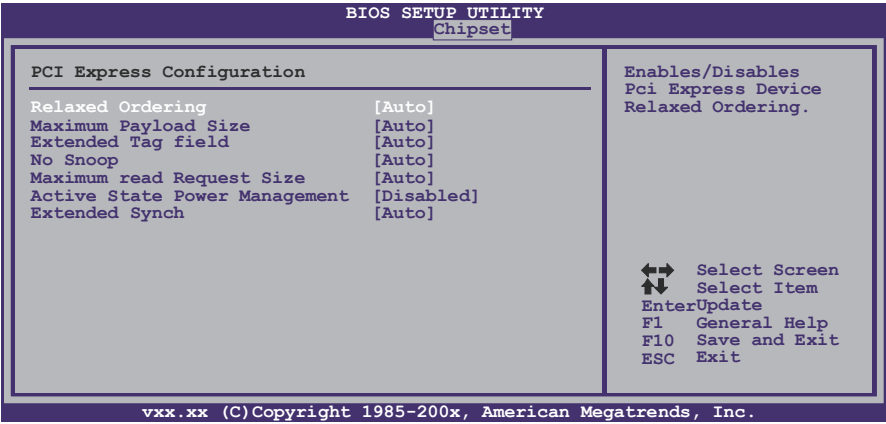 BIOS SETUP UTILITY
Chipset
PCI Express Configuration
Relaxed Ordering [Auto]
Maximum Payload Size [Auto]
Extended Tag field [Auto]
No Snoop [Auto]
Maximum read Request Size [Auto]
Active State Power Management [Disabled]
Extended Synch [Auto]
Enables/Disables
Pci Express Device
Relaxed Ordering.
Select Screen
Select Item
EnterUpdate
F1 General Help
F10 Save and Exit
ESC Exit
vxx.xx (C)Copyright 1985-200x, American Megatrends, Inc.